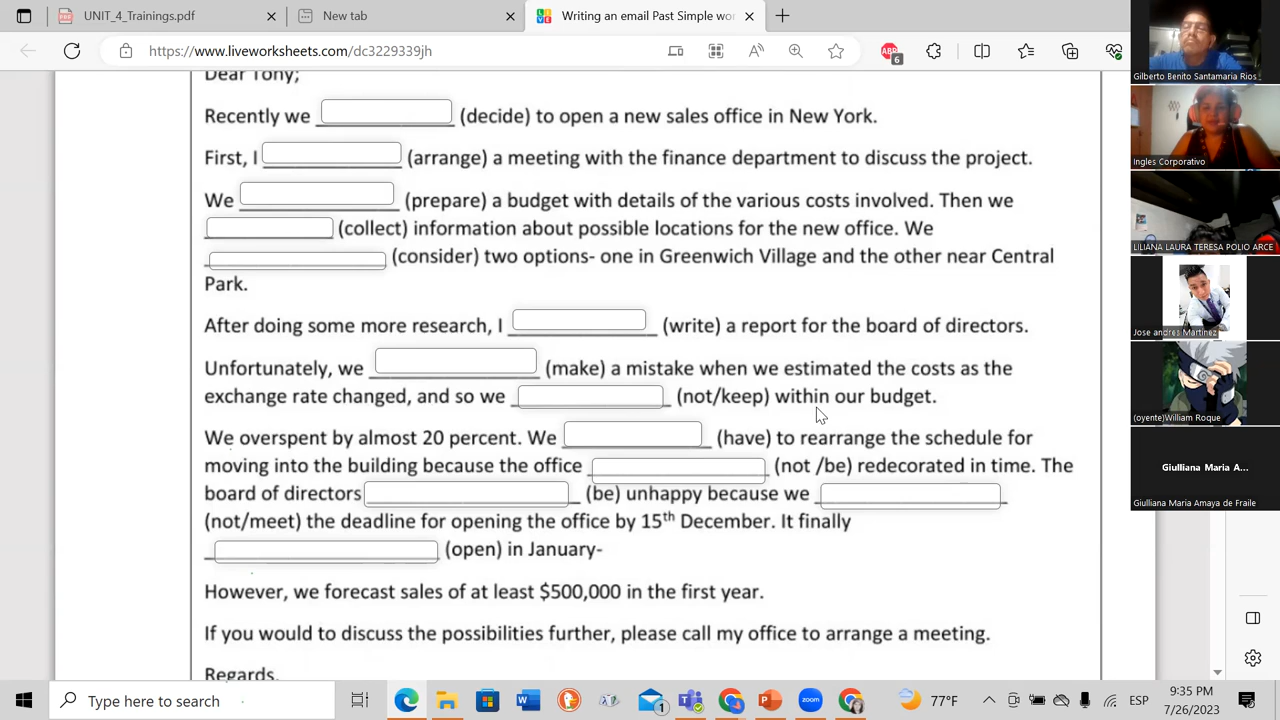 UNIT_4_Trainings.pdf
New tab
Writing an email Past Simple wor
https://www.liveworksheets.com/dc3229339jh
ABP
6
Dear Tony;
Recently we (decide) to open a new sales office in New York.
First, I (arrange) a meeting with the finance department to discuss the project.
We (prepare) a budget with details of the various costs involved. Then we
(collect) information about possible locations for the new office. We
(consider) two options- one in Greenwich Village and the other near Central
Park.
After doing some more research, I (write) a report for the board of directors.
Unfortunately, we (make) a mistake when we estimated the costs as the
exchange rate changed, and so we (not/keep) within our budget.
We overspent by almost 20 percent. We (have) to rearrange the schedule for
moving into the building because the office (not /be) redecorated in time. The
board of directors (be) unhappy because we
(not/meet) the deadline for opening the office by 15th December. It finally
(open) in January-
However, we forecast sales of at least $500,000 in the first year.
If you would to discuss the possibilities further, please call my office to arrange a meeting.
Regards,
Gilberto Benito Santamaria Rios
Ingles Corporativo
LILIANA LAURA TERESA POLIO ARCE
Jose andres Martinez
(oyente)William Roque
Giulliana Maria A...
Giulliana Maria Amaya de Fraile
Type here to search
1
zoom
77°F
ESP
9:35 PM
7/26/2023